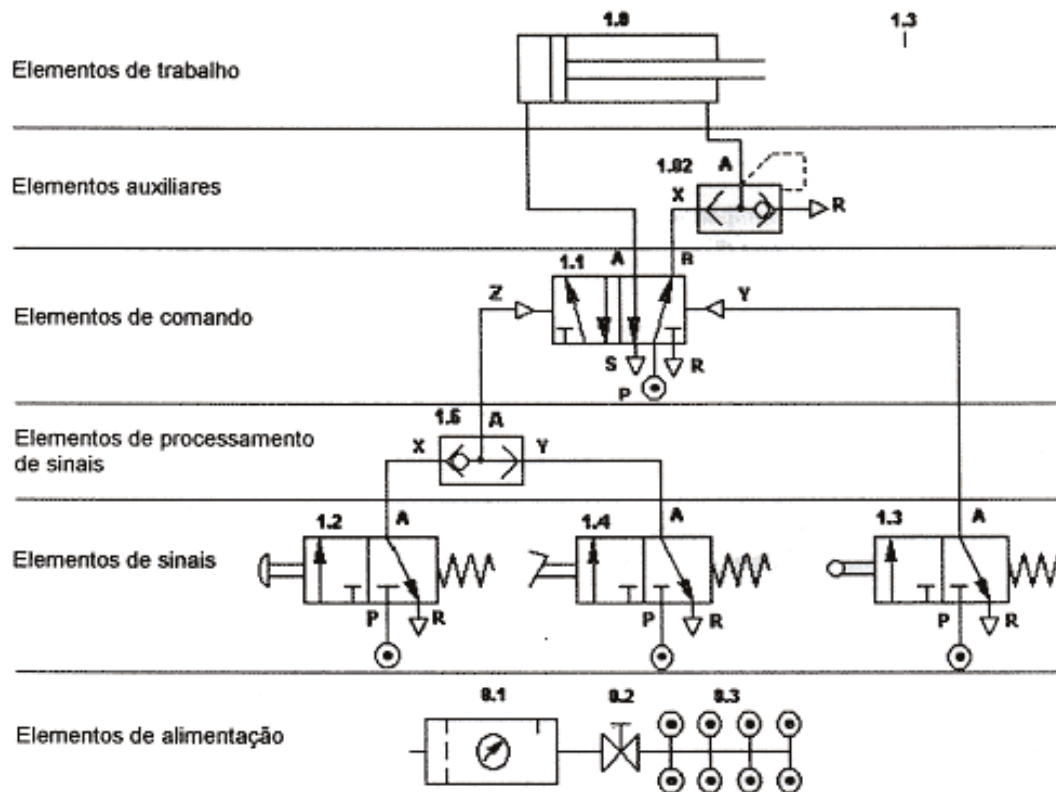 1.0
1.3
Elementos de trabalho
1.02
A
Elementos auxiliares
X
R
1.1
A
B
Z
Y
Elementos de comando
S
R
P
1.6
A
Elementos de processamento
de sinais
X
Y
1.2
A
1.4
A
1.3
A
Elementos de sinais
P
R
P
R
P
R
0.1
0.2
0.3
Elementos de alimentação